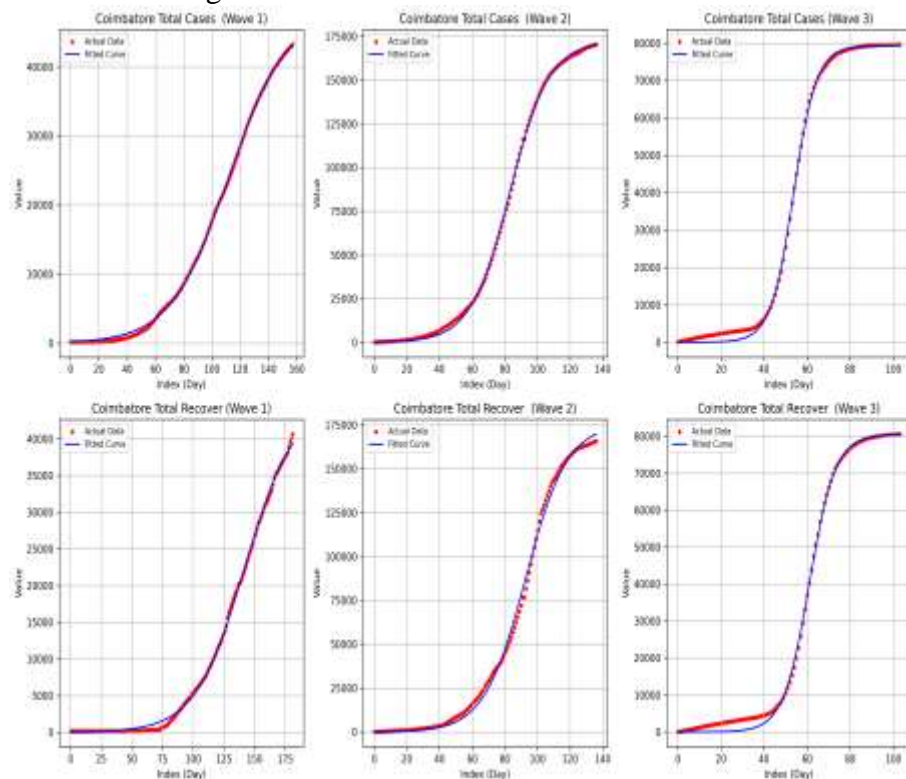 Coimbatore Total Cases (Wave 1)
Actual Data
Fitted Curve
40000
30000
20000
10000
0
Value
0 20 40 60 80 100 120 140 160
Index (Day)
Coimbatore Total Cases (Wave 2)
Actual Data
Fitted Curve
175000
150000
125000
100000
75000
50000
25000
0
Value
0 20 40 60 80 100 120 140
Index (Day)
Coimbatore Total Cases (Wave 3)
Actual Data
Fitted Curve
80000
70000
60000
50000
40000
30000
20000
10000
0
Value
0 20 40 60 80 100
Index (Day)
Coimbatore Total Recover (Wave 1)
Actual Data
Fitted Curve
40000
35000
30000
25000
20000
15000
10000
5000
0
Value
0 25 50 75 100 125 150 175
Index (Day)
Coimbatore Total Recover (Wave 2)
Actual Data
Fitted Curve
175000
150000
125000
100000
75000
50000
25000
0
Value
0 20 40 60 80 100 120 140
Index (Day)
Coimbatore Total Recover (Wave 3)
Actual Data
Fitted Curve
80000
70000
60000
50000
40000
30000
20000
10000
0
Value
0 20 40 60 80 100
Index (Day)